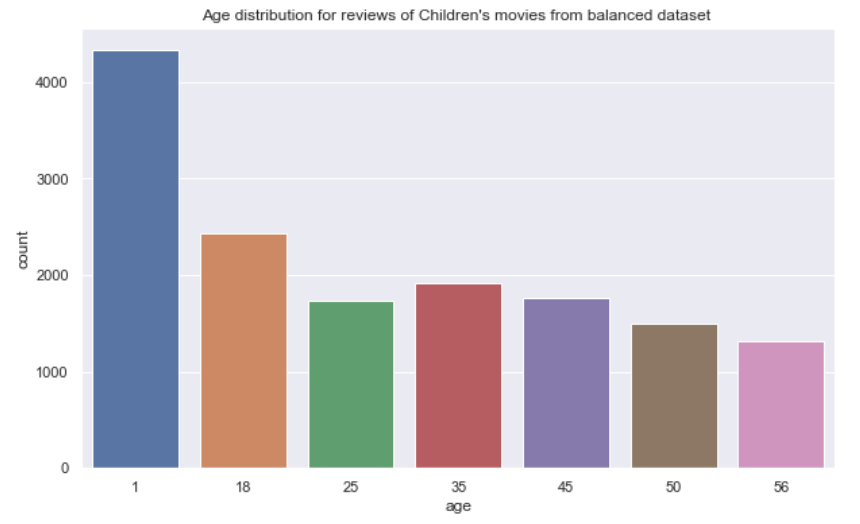 Age distribution for reviews of Children's movies from balanced dataset
4000
3000
2000
1000
0
count
1 18 25 35 45 50 56
age